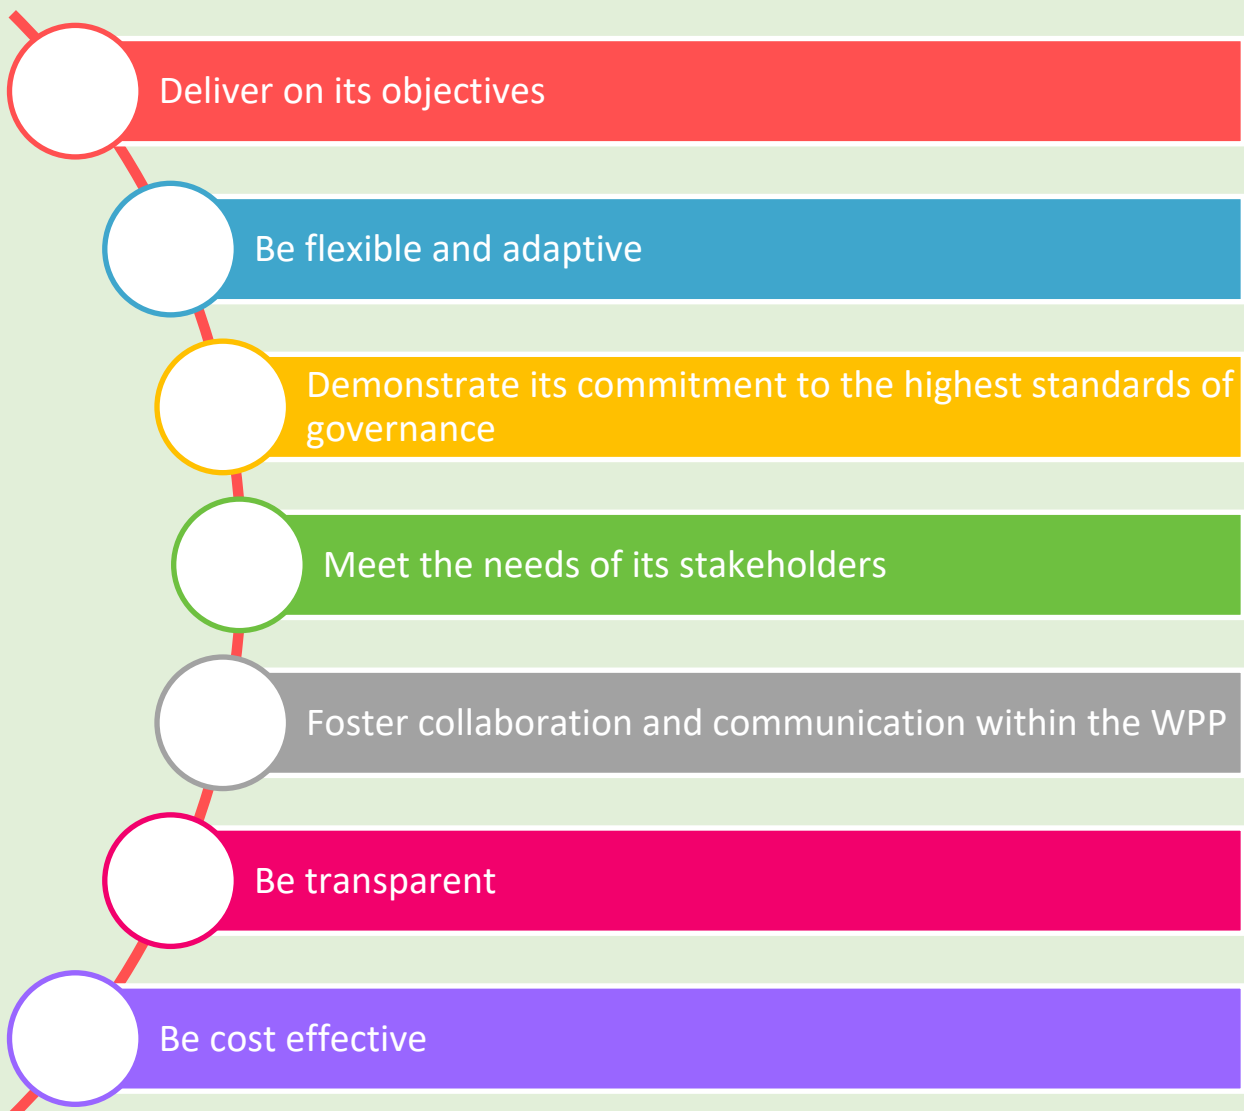 Deliver on its objectives
Be flexible and adaptive
Demonstrate its commitment to the highest standards of
governance
Meet the needs of its stakeholders
Foster collaboration and communication within the WPP
Be transparent
Be cost effective